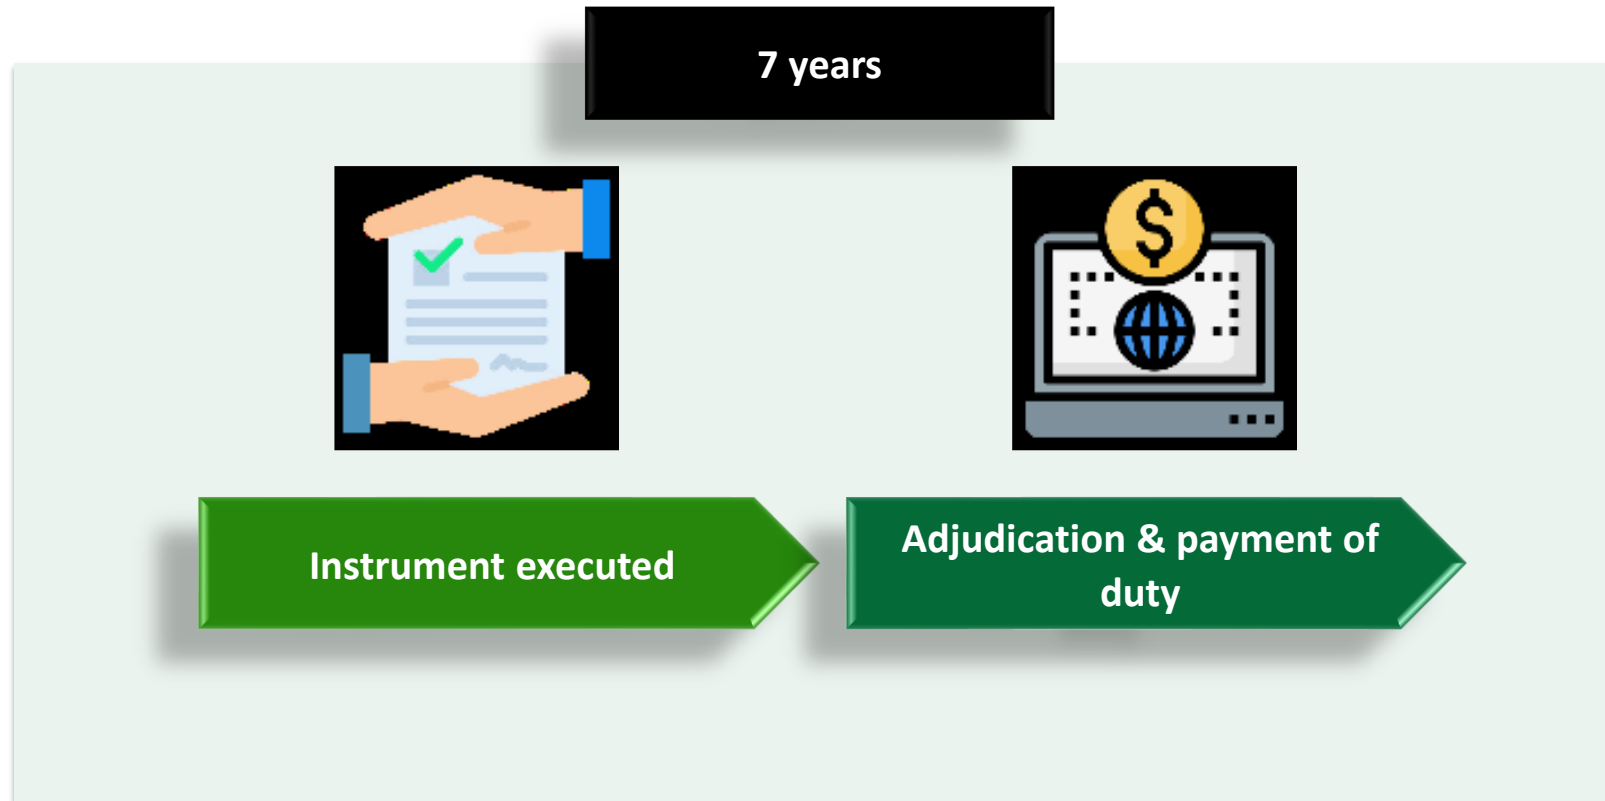 7 years
$
Instrument executed
Adjudication & payment of
duty